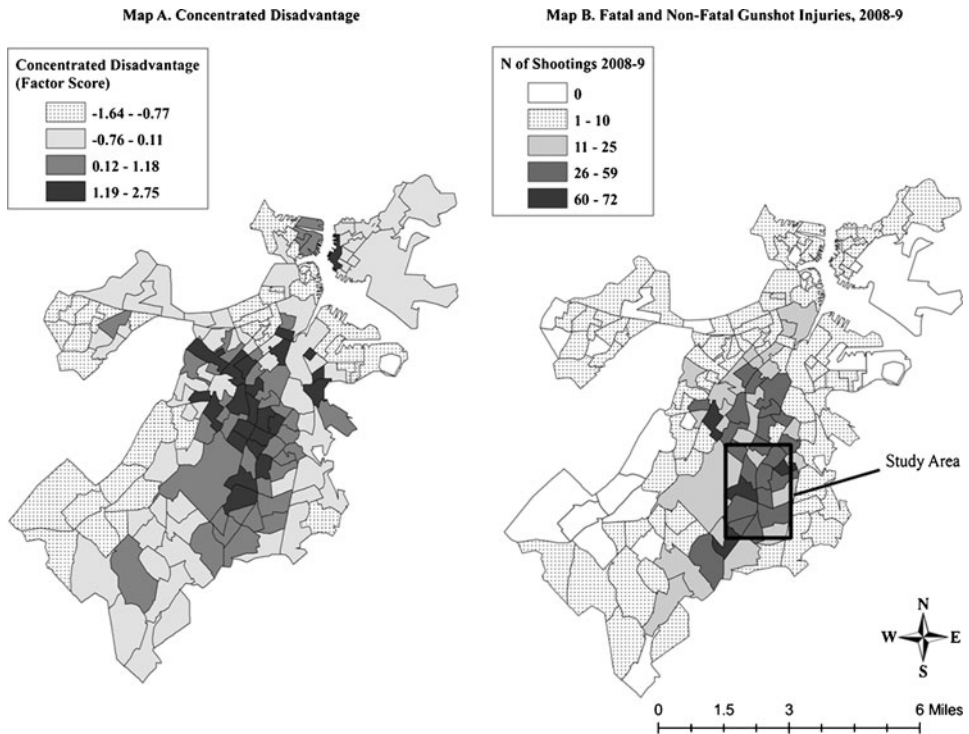 Map A. Concentrated Disadvantage
Concentrated Disadvantage
(Factor Score)
-1.64 - -0.77
-0.76 - 0.11
0.12 - 1.18
1.19 - 2.75
Map B. Fatal and Non-Fatal Gunshot Injuries, 2008-9
N of Shootings 2008-9
0
1 - 10
11 - 25
26 - 59
60 - 72
Study Area
N
W E
S
0 1.5 3 6 Miles